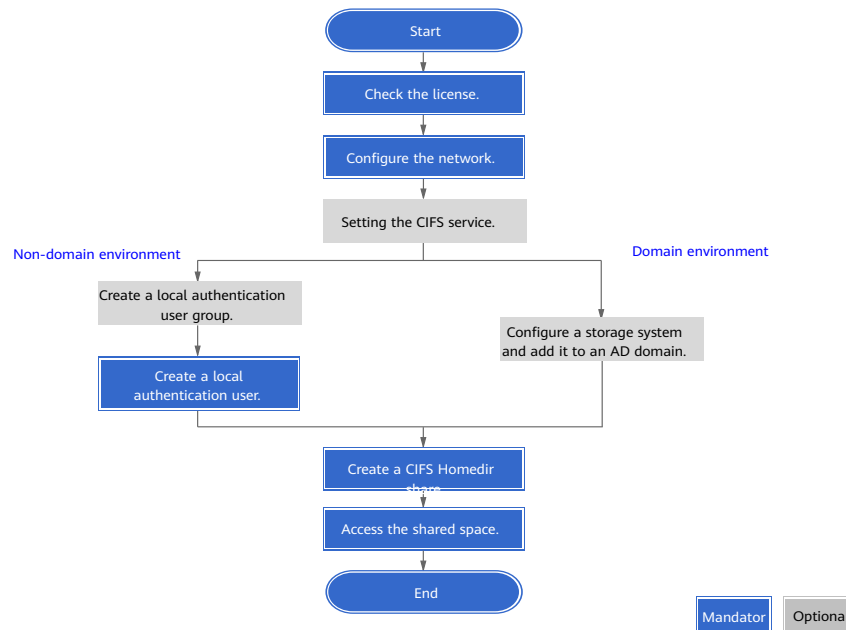 Start
Check the license.
Configure the network.
Setting the CIFS service.
Non-domain environment
Domain environment
Create a local authentication
user group.
Configure a storage system
and add it to an AD domain.
Create a local
authentication user.
Create a CIFS Homedir
share
Access the shared space.
End
Mandator
Optiona